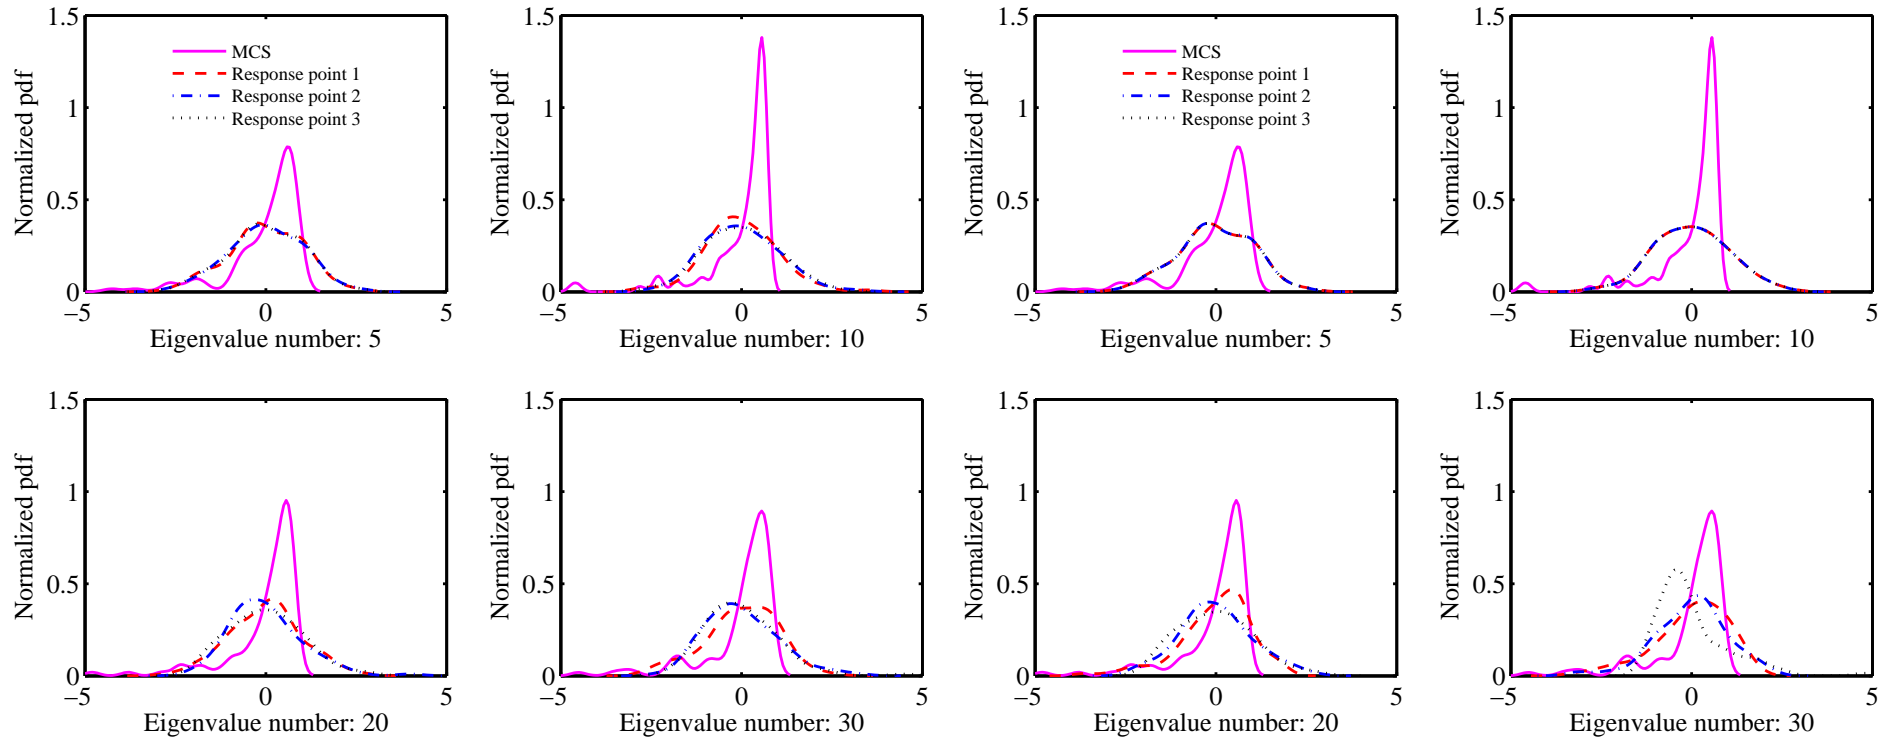 1.5
1
0.5
0
−5
0
5
Normalized pdf
Eigenvalue number: 5
MCS
Response point 1
Response point 2
Response point 3
1.5
1
0.5
0
−5
0
5
Normalized pdf
Eigenvalue number: 10
1.5
1
0.5
0
−5
0
5
Normalized pdf
Eigenvalue number: 5
MCS
Response point 1
Response point 2
Response point 3
1.5
1
0.5
0
−5
0
5
Normalized pdf
Eigenvalue number: 10
1.5
1
0.5
0
−5
0
5
Normalized pdf
Eigenvalue number: 20
1.5
1
0.5
0
−5
0
5
Normalized pdf
Eigenvalue number: 30
1.5
1
0.5
0
−5
0
5
Normalized pdf
Eigenvalue number: 20
1.5
1
0.5
0
−5
0
5
Normalized pdf
Eigenvalue number: 30